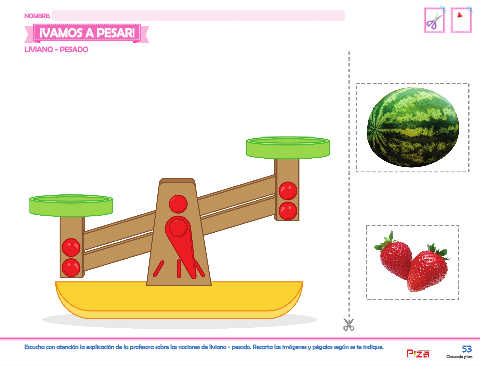 NOMBRE:
¡VAMOS A PESAR!
LIVIANO - PESADO
Escucha con atención la explicación de la profesora sobre las nociones de liviano - pesado. Recorta las imágenes y pégalas según se te indique.
Pizza
53